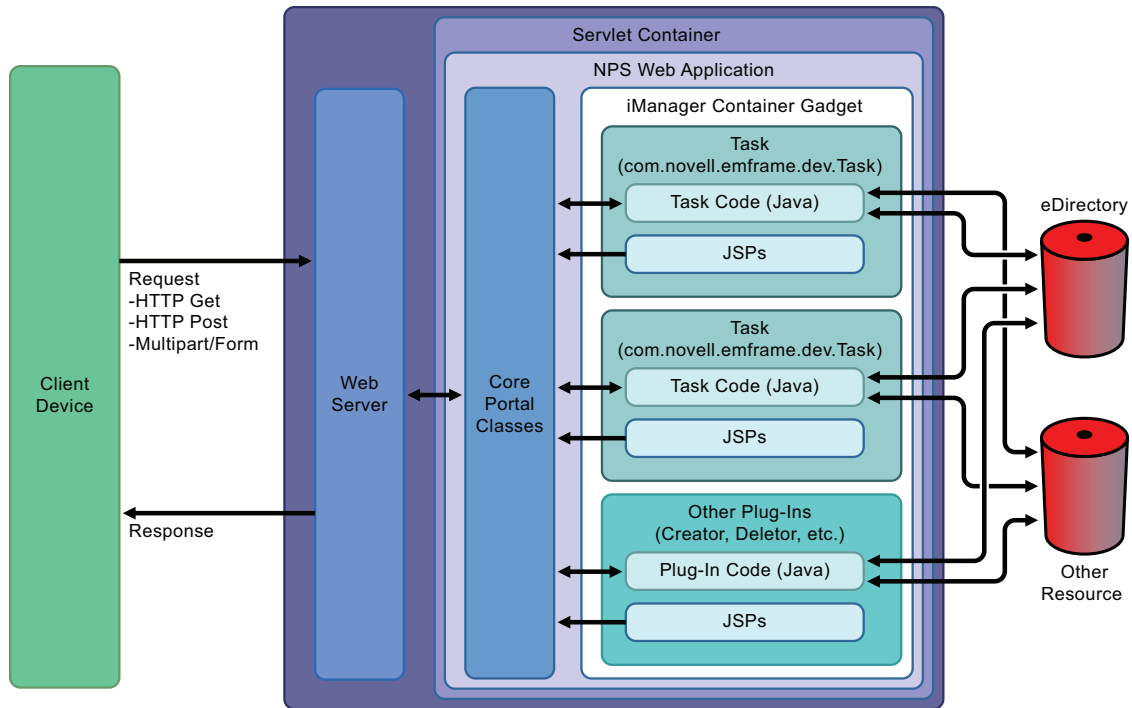 Servlet Container
NPS Web Application
iManager Container Gadget
Task
(com.novell.emframe.dev.Task)
Task Code (Java)
JSPs
eDirectory
Request
-HTTP Get
-HTTP Post
-Multipart/Form
Client
Device
Web
Server
Core
Portal
Classes
Task
(com.novell.emframe.dev.Task)
Task Code (Java)
JSPs
Response
Other Plug-Ins
(Creator, Deletor, etc.)
Plug-In Code (Java)
JSPs
Other
Resource